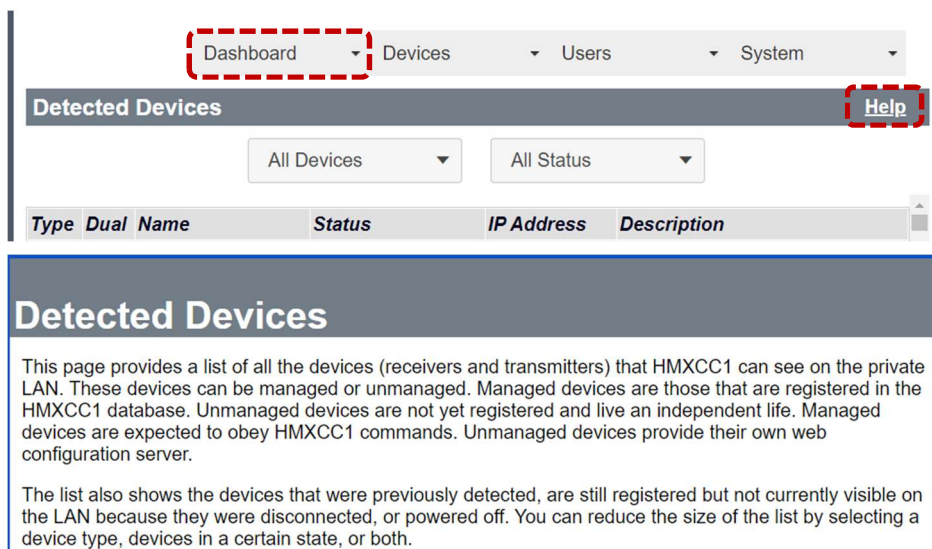 Dashboard Devices Users System
Detected Devices Help
All Devices All Status
Type Dual Name Status IP Address Description
Detected Devices
This page provides a list of all the devices (receivers and transmitters) that HMXCC1 can see on the private
LAN. These devices can be managed or unmanaged. Managed devices are those that are registered in the
HMXCC1 database. Unmanaged devices are not yet registered and live an independent life. Managed
devices are expected to obey HMXCC1 commands. Unmanaged devices provide their own web
configuration server.
The list also shows the devices that were previously detected, are still registered but not currently visible on
the LAN because they were disconnected, or powered off. You can reduce the size of the list by selecting a
device type, devices in a certain state, or both.